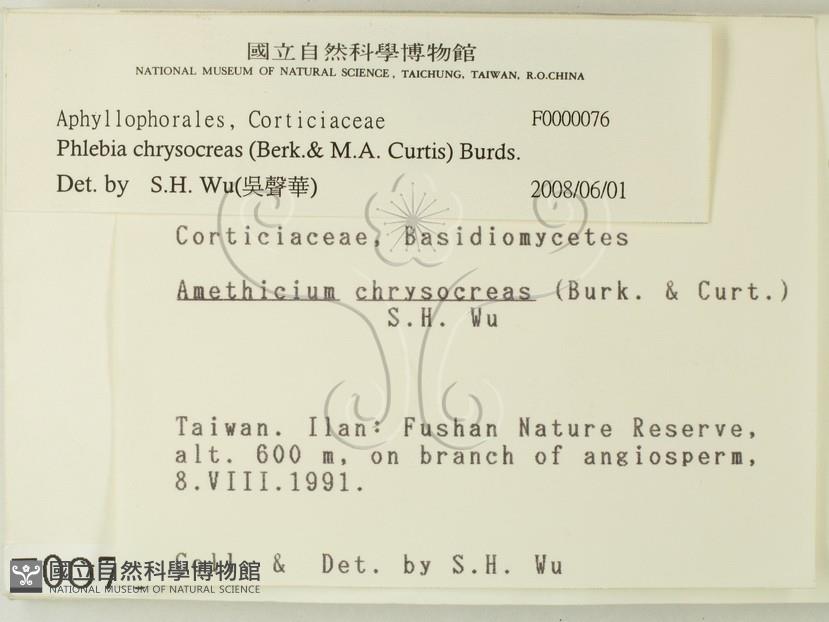 國立自然科學博物館
NATIONAL MUSEUM OF NATURAL SCIENCE, TAICHUNG, TAIWAN, R.O.CHINA
Aphyllophorales, Corticiaceae F0000076
Phlebia chrysocreas (Berk.& M.A. Curtis) Burds.
Det. by S.H. Wu(吳聲華) 2008/06/01
Corticiaceae, Basidiomycetes
Amethicium chrysocreas (Burk. & Curt.)
S.H. Wu
Taiwan. Ilan: Fushan Nature Reserve,
alt. 600 m, on branch of angiosperm,
8.VIII.1991.
& Det. by S.H. Wu
國立自然科學博物館
NATIONAL MUSEUM OF NATURAL SCIENCE